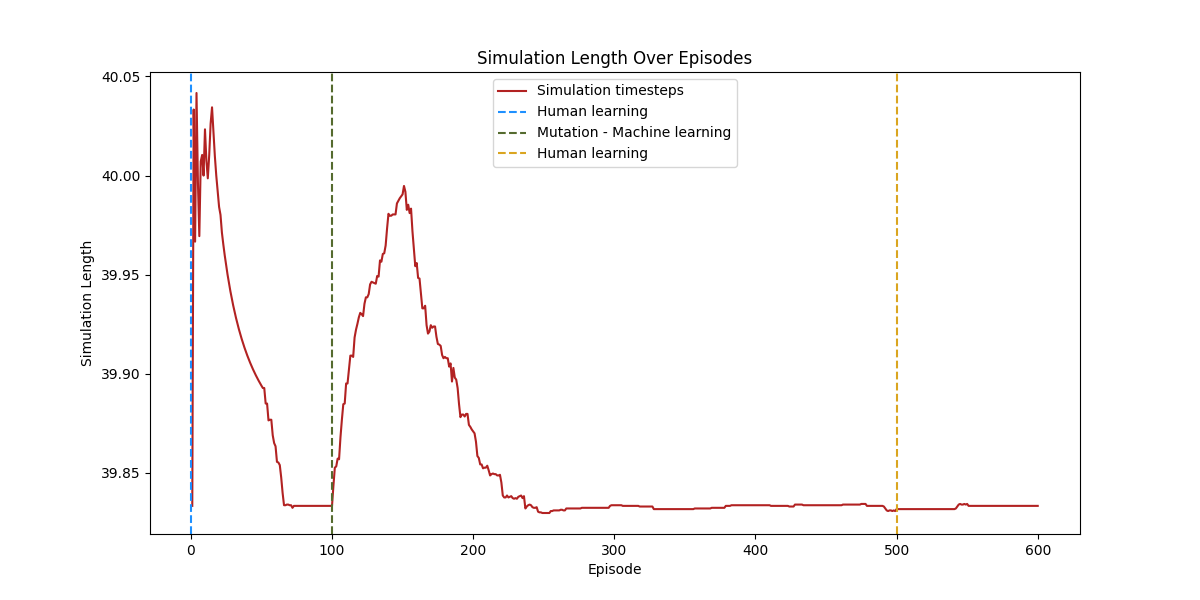 Simulation Length Over Episodes
Simulation timesteps
Human learning
Mutation - Machine learning
Human learning
Simulation Length
40.05
40.00
39.95
39.90
39.85
0 100 200 300 400 500 600
Episode